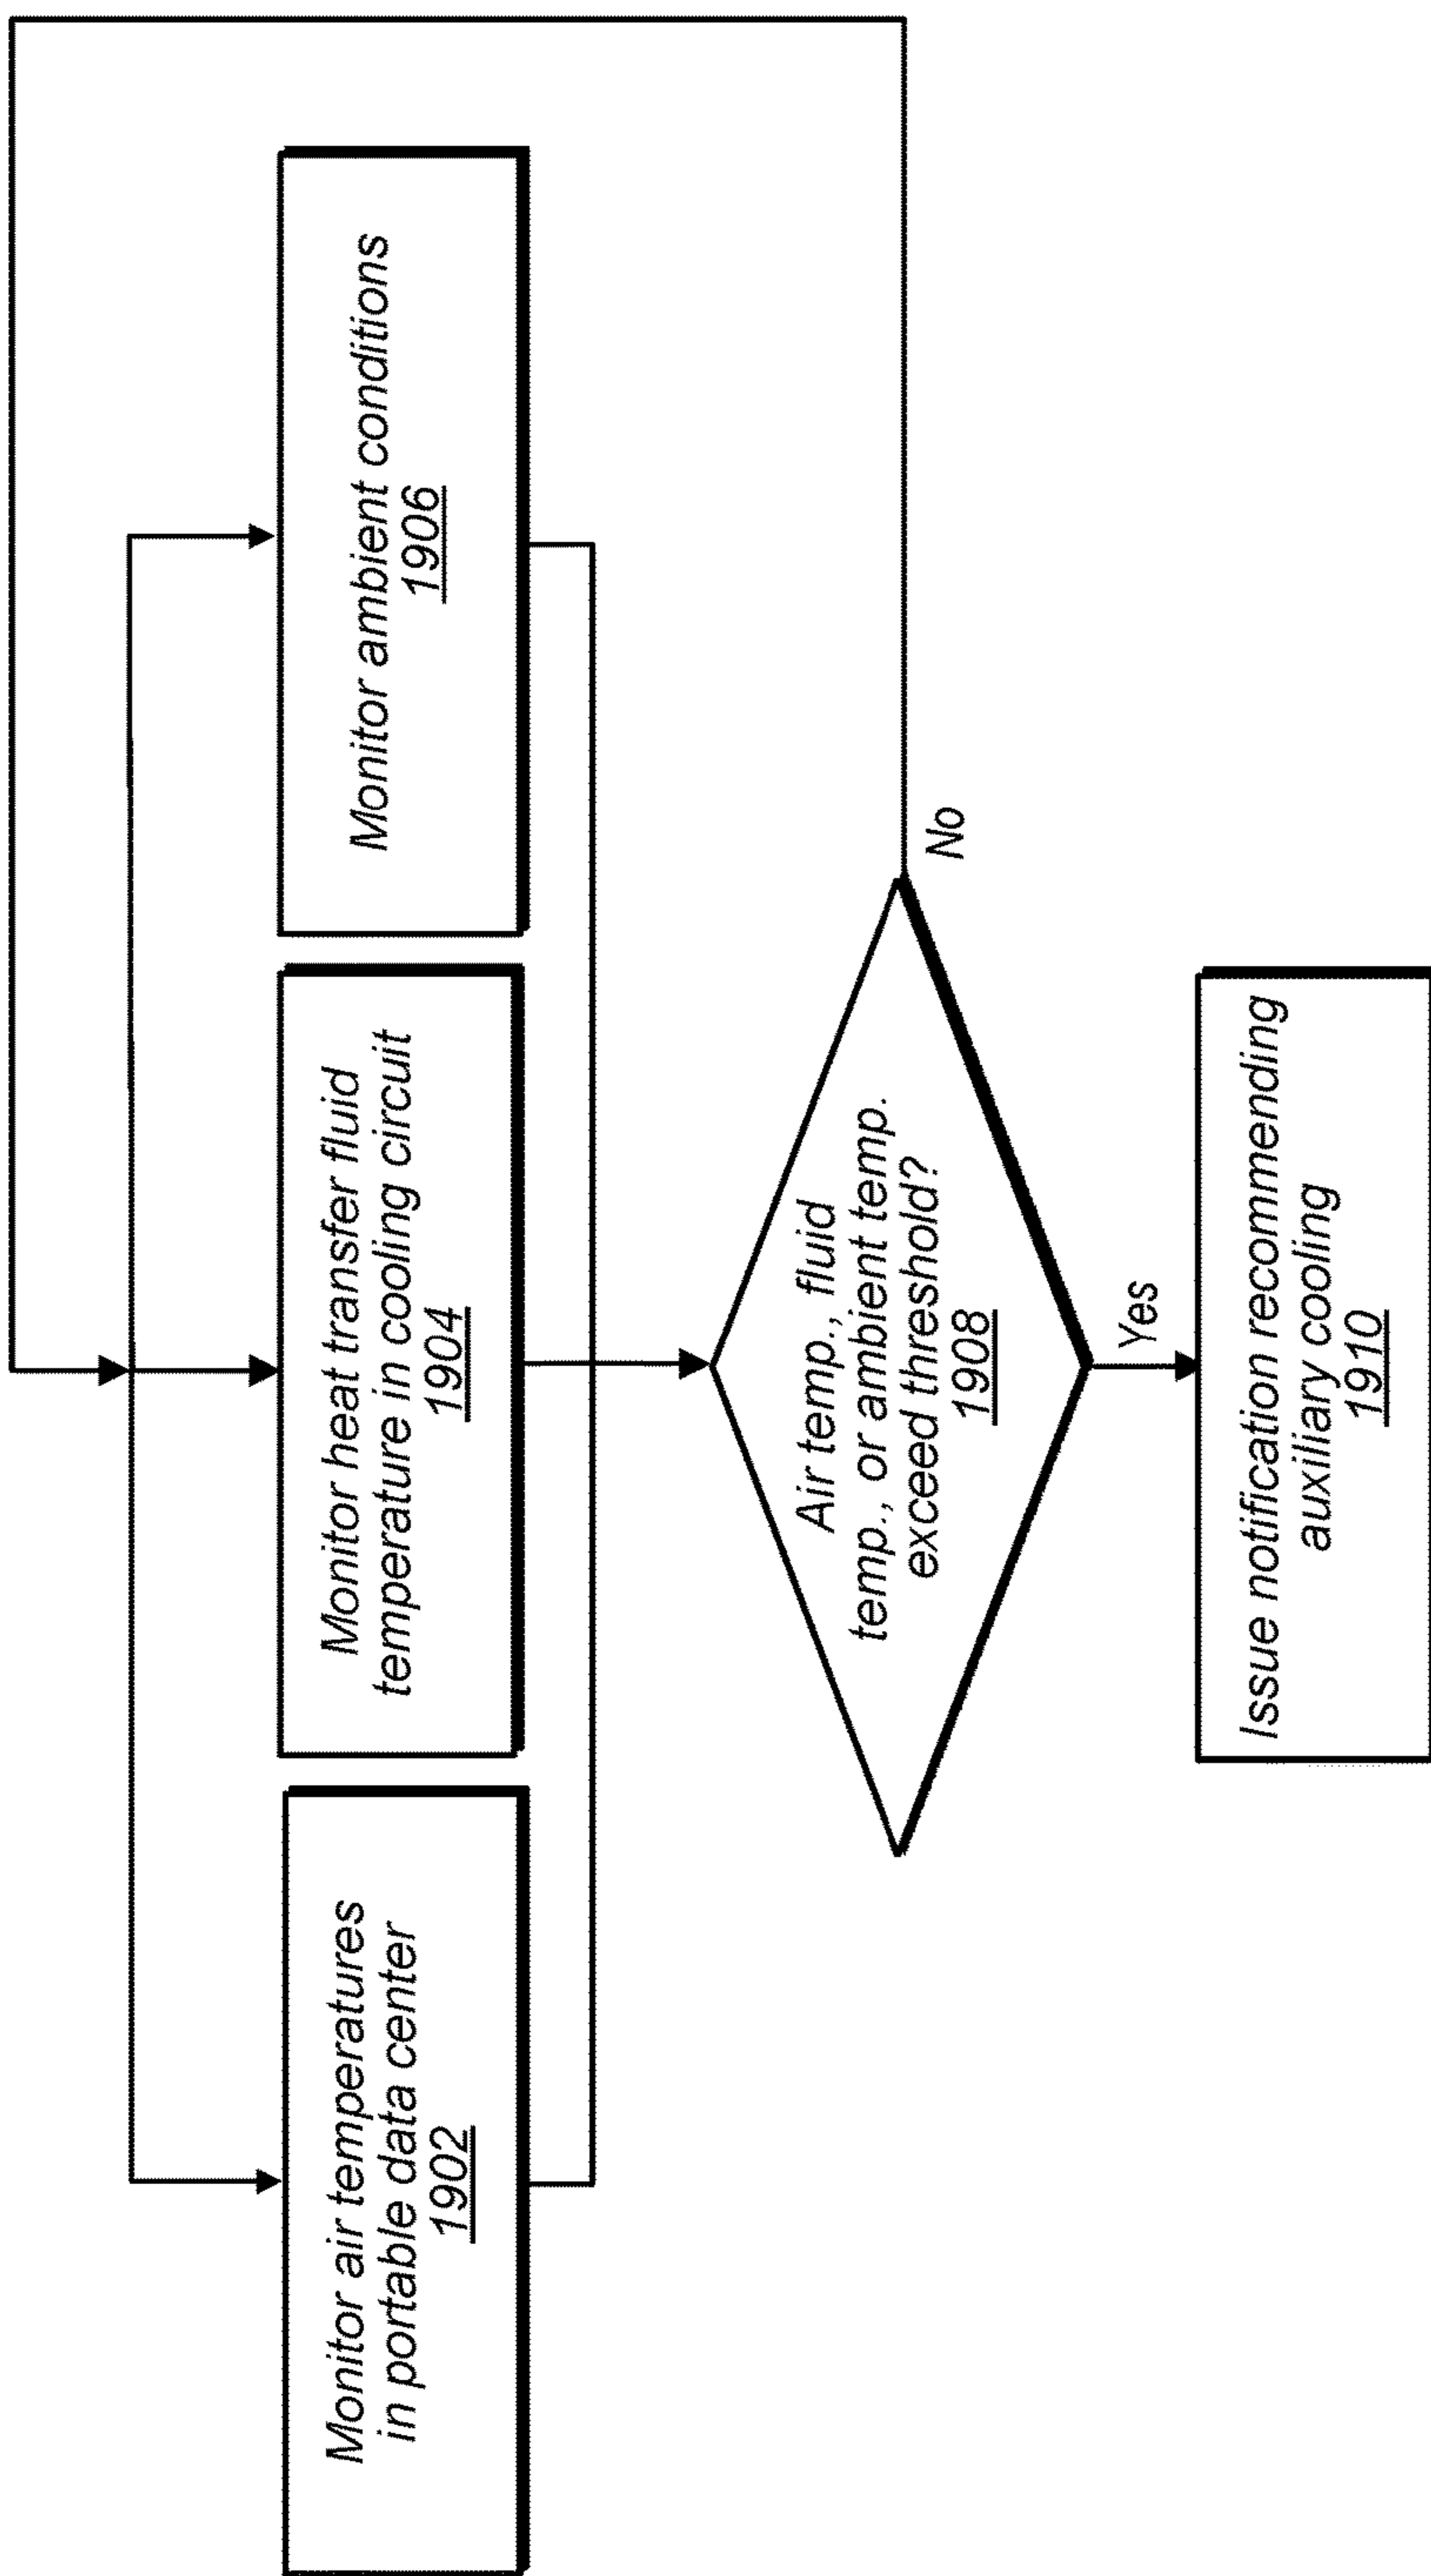 Monitor air temperatures
in portable data center
1902
Monitor heat transfer fluid
temperature in cooling circuit
1904
Monitor ambient conditions
1906
Air temp., fluid
temp., or ambient temp.
exceed threshold?
1908
No
Yes
Issue notification recommending
auxiliary cooling
1910